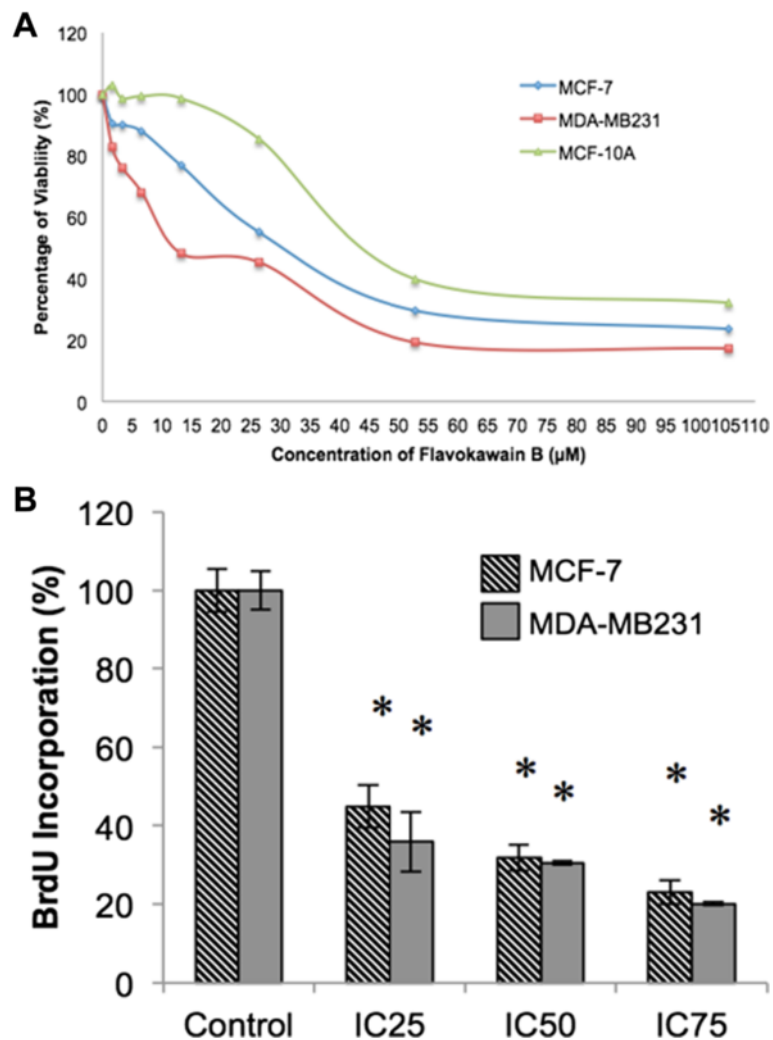 A
120
100
80
60
40
20
0
Percentage of Viabliity (%)
MCF-7
MDA-MB231
MCF-10A
0 5 10 15 20 25 30 35 40 45 50 55 60 65 70 75 80 85 90 95 100105110
Concentration of Flavokawain B (µM)
B
120
100
80
60
40
20
0
BrdU Incorporation (%)
MCF-7
MDA-MB231
* * * * * *
Control IC25 IC50 IC75